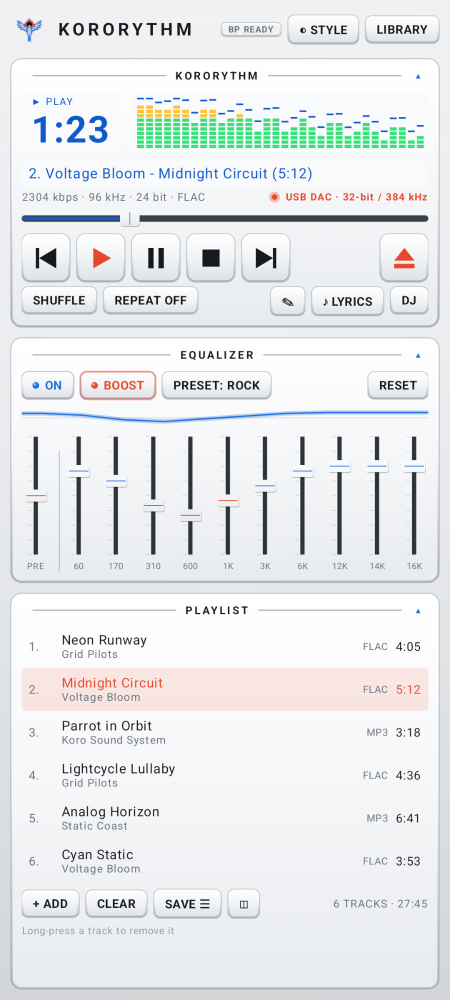 KORORYTHM
BP READY
◐ STYLE
LIBRARY
KORORYTHM
► PLAY
1:23
2. Voltage Bloom - Midnight Circuit (5:12)
2304 kbps · 96 kHz · 24 bit · FLAC
USB DAC · 32-bit / 384 kHz
SHUFFLE
REPEAT OFF
✎
♪ LYRICS
DJ
EQUALIZER
ON
BOOST
PRESET: ROCK
RESET
PRE 60 170 310 600 1K 3K 6K 12K 14K 16K
PLAYLIST
1. Neon Runway FLAC 4:05
Grid Pilots
2. Midnight Circuit FLAC 5:12
Voltage Bloom
3. Parrot in Orbit MP3 3:18
Koro Sound System
4. Lightcycle Lullaby FLAC 4:36
Grid Pilots
5. Analog Horizon MP3 6:41
Static Coast
6. Cyan Static FLAC 3:53
Voltage Bloom
+ ADD
CLEAR
SAVE ☰
6 TRACKS · 27:45
Long-press a track to remove it